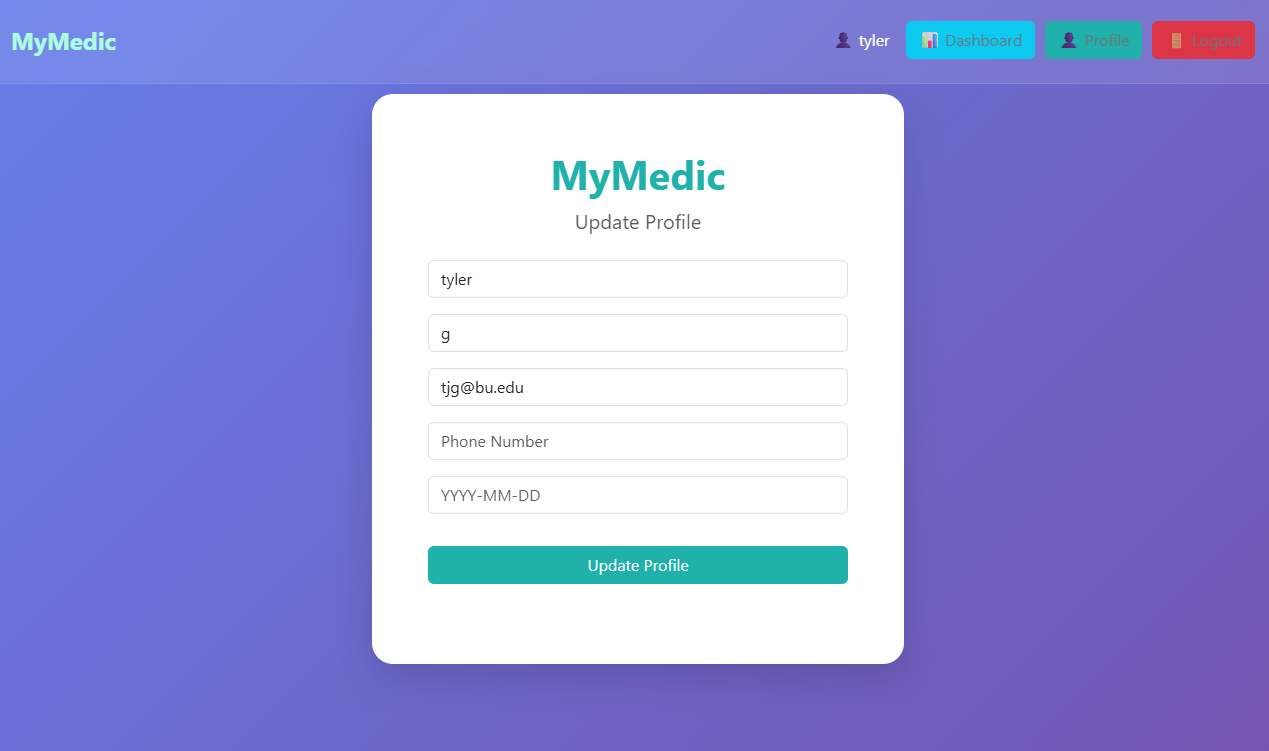 MyMedic
tyler
Dashboard
Profile
Logout
MyMedic
Update Profile
tyler
g
tjg@bu.edu
Phone Number
YYYY-MM-DD
Update Profile